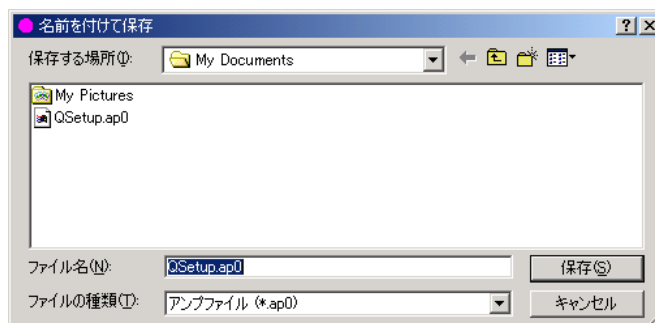 名前を付けて保存
保存する場所(I): My Documents
My Pictures
QSetup.ap0
ファイル名(N): QSetup.ap0 保存(S)
ファイルの種類(T): アンプファイル (*.ap0) キャンセル